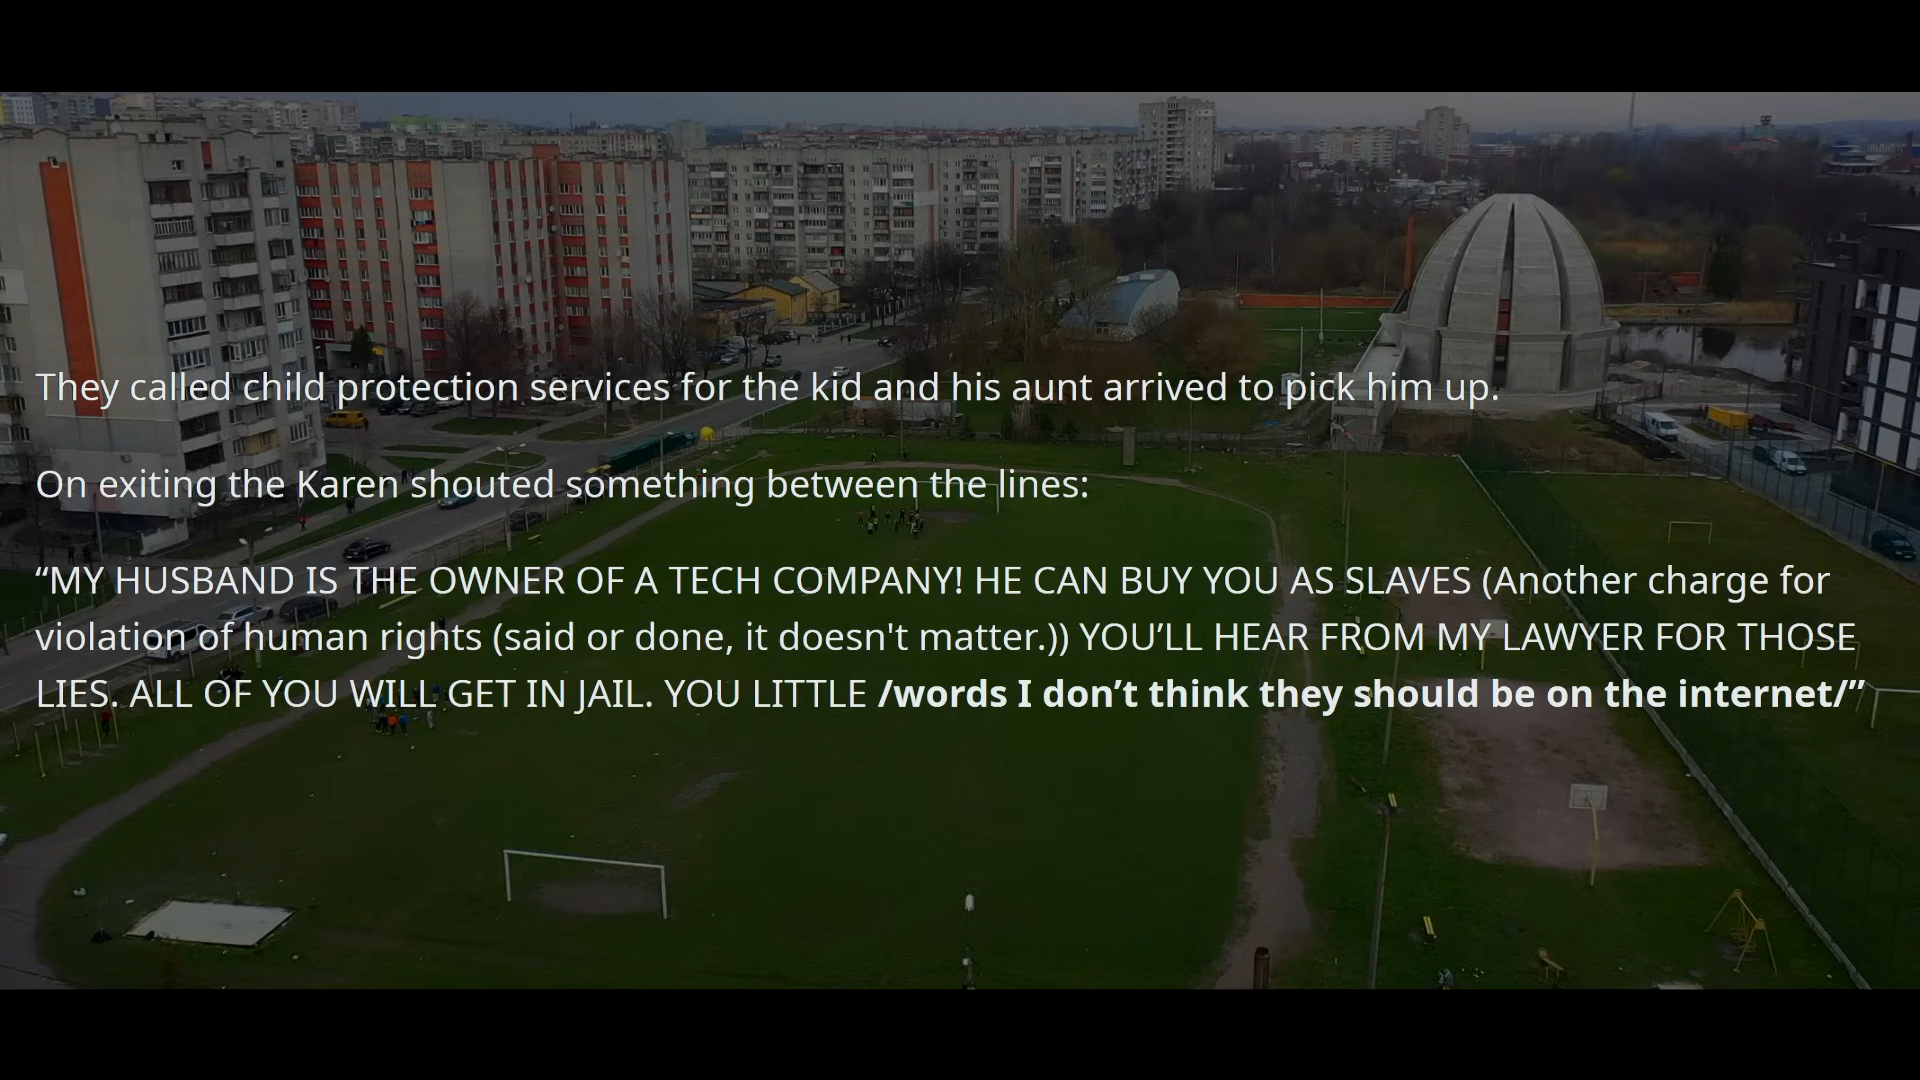 They called child protection services for the kid and his aunt arrived to pick him up.
On exiting the Karen shouted something between the lines:
“MY HUSBAND IS THE OWNER OF A TECH COMPANY! HE CAN BUY YOU AS SLAVES (Another charge for
violation of human rights (said or done, it doesn't matter.)) YOU’LL HEAR FROM MY LAWYER FOR THOSE
LIES. ALL OF YOU WILL GET IN JAIL. YOU LITTLE /words I don’t think they should be on the internet/”